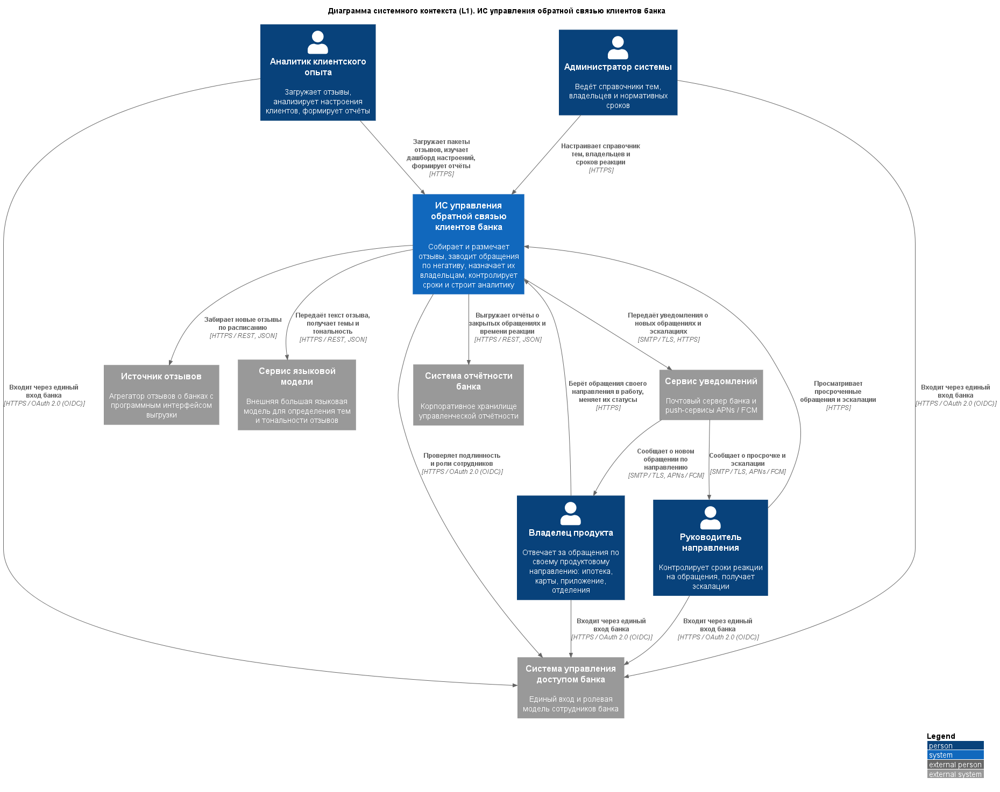 Диаграмма системного контекста (L1). ИС управления обратной связью клиентов банка
Аналитик клиентского
опыта
Загружает отзывы,
анализирует настроения
клиентов, формирует отчёты
Администратор системы
Ведёт справочники тем,
владельцев и нормативных
сроков
Загружает пакеты
отзывов, изучает
дашборд настроений,
формирует отчёты
[HTTPS]
Настраивает справочник
тем, владельцев и
сроков реакции
[HTTPS]
ИС управления
обратной связью
клиентов банка
Собирает и размечает
отзывы, заводит обращения
по негативу, назначает их
владельцам, контролирует
сроки и строит аналитику
Забирает новые отзывы
по расписанию
[HTTPS / REST, JSON]
Передаёт текст отзыва,
получает темы и
тональность
[HTTPS / REST, JSON]
Выгружает отчёты о
закрытых обращениях и
времени реакции
[HTTPS / REST, JSON]
Передаёт уведомления о
новых обращениях и
эскалациях
[SMTP / TLS, HTTPS]
Источник отзывов
Агрегатор отзывов о банках с
программным интерфейсом
выгрузки
Сервис языковой
модели
Внешняя большая языковая
модель для определения тем
и тональности отзывов
Система отчётности
банка
Корпоративное хранилище
управленческой отчётности
Сервис уведомлений
Почтовый сервер банка и
push-сервисы APNs / FCM
Входит через единый
вход банка
[HTTPS / OAuth 2.0 (OIDC)]
Берёт обращения своего
направления в работу,
меняет их статусы
[HTTPS]
Просматривает
просроченные
обращения и эскалации
[HTTPS]
Входит через единый
вход банка
[HTTPS / OAuth 2.0 (OIDC)]
Проверяет подлинность
и роли сотрудников
[HTTPS / OAuth 2.0 (OIDC)]
Сообщает о новом
обращении по
направлению
[SMTP / TLS, APNs / FCM]
Сообщает о просрочке и
эскалации
[SMTP / TLS, APNs / FCM]
Владелец продукта
Отвечает за обращения по
своему продуктовому
направлению: ипотека,
карты, приложение,
отделения
Руководитель
направления
Контролирует сроки реакции
на обращения, получает
эскалации
Входит через единый
вход банка
[HTTPS / OAuth 2.0 (OIDC)]
Входит через единый
вход банка
[HTTPS / OAuth 2.0 (OIDC)]
Система управления
доступом банка
Единый вход и ролевая
модель сотрудников банка
Legend
person
system
external person
external system